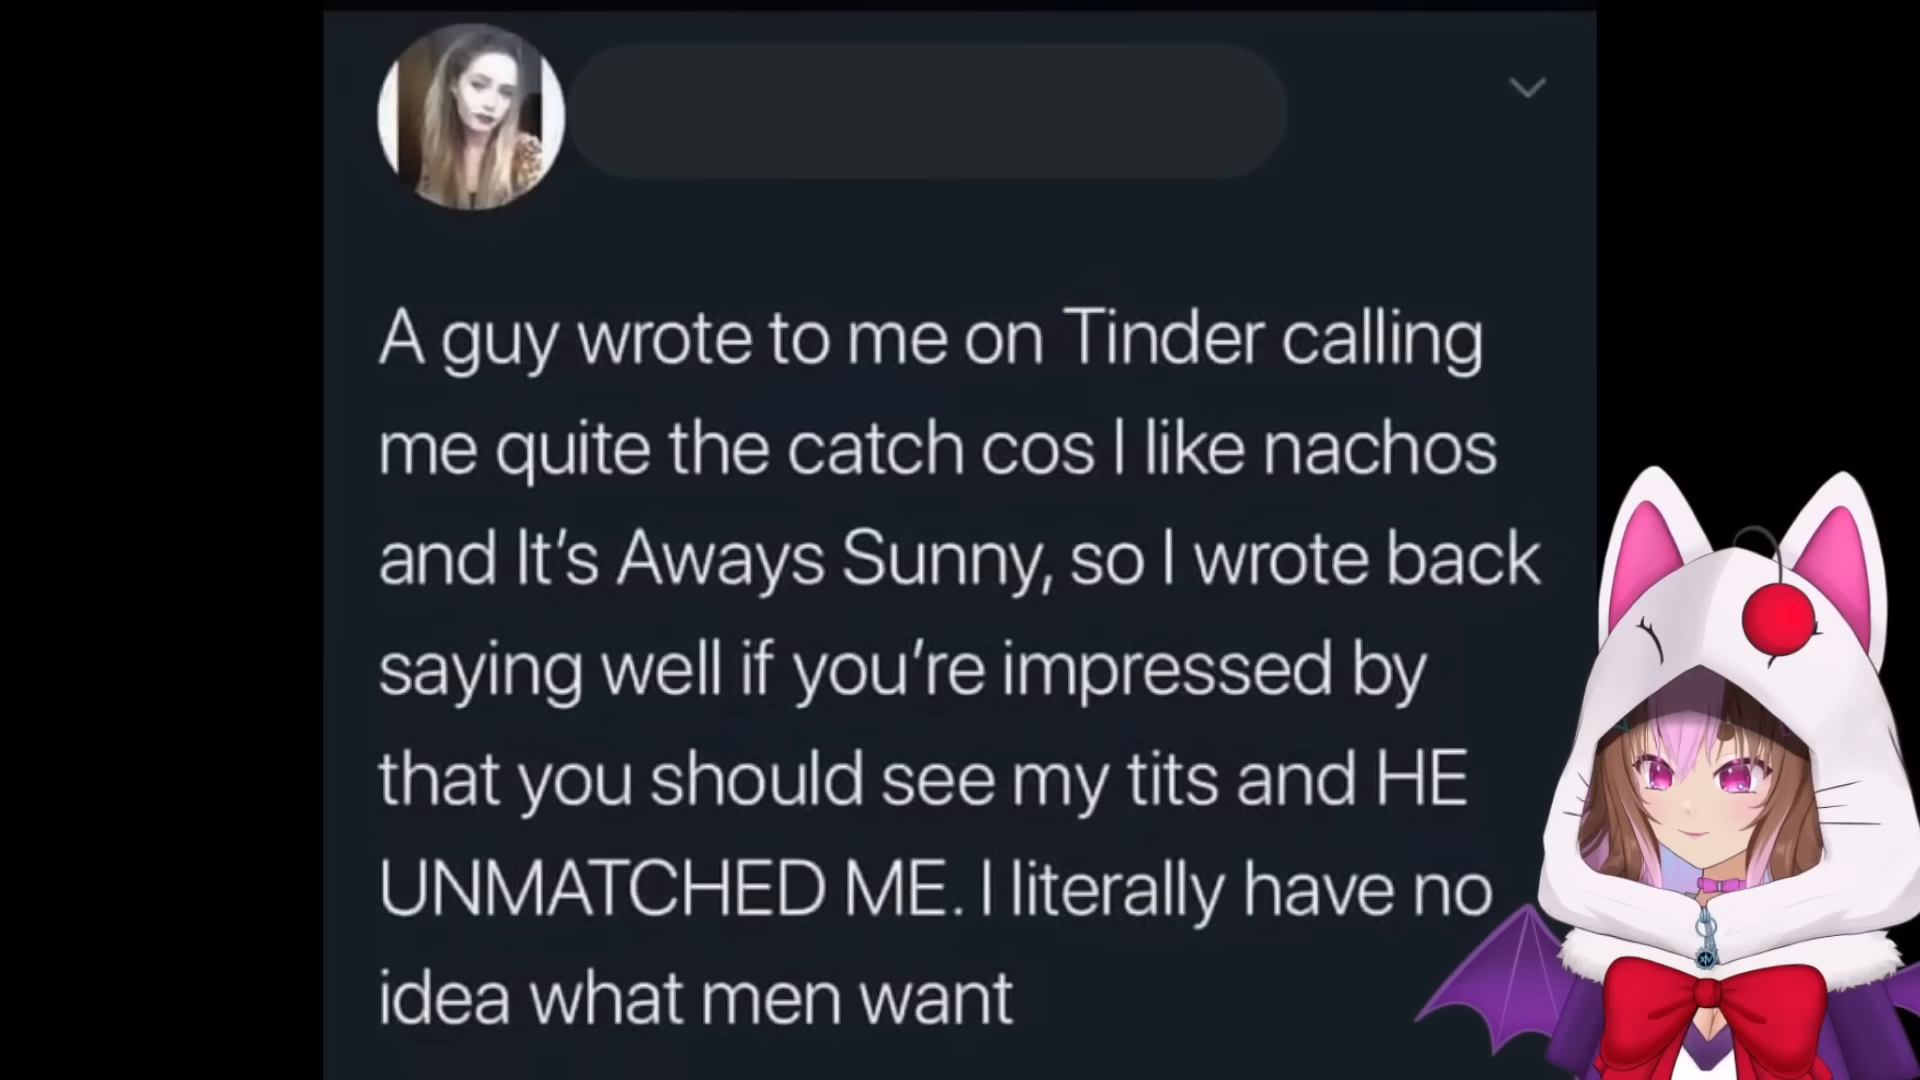 A guy wrote to me on Tinder calling
me quite the catch cos I like nachos
and It's Aways Sunny, so I wrote back
saying well if you're impressed by
that you should see my tits and HE
UNMATCHED ME. I literally have no
idea what men want